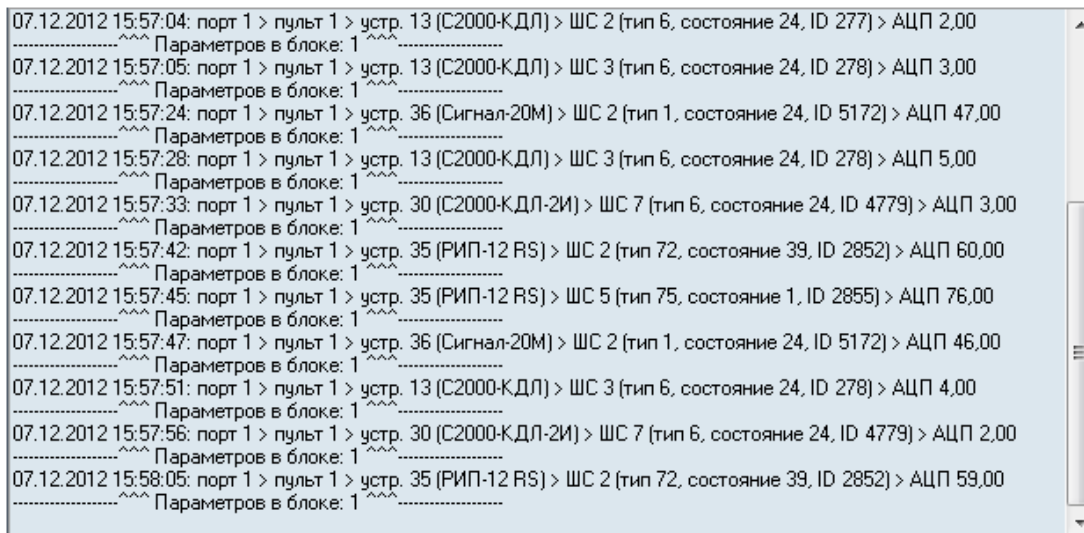 07.12.2012 15:57:04: порт 1 > пульт 1 > устр. 13 (С2000-КДЛ) > ШС 2 (тип 6, состояние 24, ID 277) > АЦП 2,00
-------------------^^^ Параметров в блоке: 1 ^^^-------------------
07.12.2012 15:57:05: порт 1 > пульт 1 > устр. 13 (С2000-КДЛ) > ШС 3 (тип 6, состояние 24, ID 278) > АЦП 3,00
-------------------^^^ Параметров в блоке: 1 ^^^-------------------
07.12.2012 15:57:24: порт 1 > пульт 1 > устр. 36 (Сигнал-20М) > ШС 2 (тип 1, состояние 24, ID 5172) > АЦП 47,00
-------------------^^^ Параметров в блоке: 1 ^^^-------------------
07.12.2012 15:57:28: порт 1 > пульт 1 > устр. 13 (С2000-КДЛ) > ШС 3 (тип 6, состояние 24, ID 278) > АЦП 5,00
-------------------^^^ Параметров в блоке: 1 ^^^-------------------
07.12.2012 15:57:33: порт 1 > пульт 1 > устр. 30 (С2000-КДЛ-2И) > ШС 7 (тип 6, состояние 24, ID 4779) > АЦП 3,00
-------------------^^^ Параметров в блоке: 1 ^^^-------------------
07.12.2012 15:57:42: порт 1 > пульт 1 > устр. 35 (РИП-12 RS) > ШС 2 (тип 72, состояние 39, ID 2852) > АЦП 60,00
-------------------^^^ Параметров в блоке: 1 ^^^-------------------
07.12.2012 15:57:45: порт 1 > пульт 1 > устр. 35 (РИП-12 RS) > ШС 5 (тип 75, состояние 1, ID 2855) > АЦП 76,00
-------------------^^^ Параметров в блоке: 1 ^^^-------------------
07.12.2012 15:57:47: порт 1 > пульт 1 > устр. 36 (Сигнал-20М) > ШС 2 (тип 1, состояние 24, ID 5172) > АЦП 46,00
-------------------^^^ Параметров в блоке: 1 ^^^-------------------
07.12.2012 15:57:51: порт 1 > пульт 1 > устр. 13 (С2000-КДЛ) > ШС 3 (тип 6, состояние 24, ID 278) > АЦП 4,00
-------------------^^^ Параметров в блоке: 1 ^^^-------------------
07.12.2012 15:57:56: порт 1 > пульт 1 > устр. 30 (С2000-КДЛ-2И) > ШС 7 (тип 6, состояние 24, ID 4779) > АЦП 2,00
-------------------^^^ Параметров в блоке: 1 ^^^-------------------
07.12.2012 15:58:05: порт 1 > пульт 1 > устр. 35 (РИП-12 RS) > ШС 2 (тип 72, состояние 39, ID 2852) > АЦП 59,00
-------------------^^^ Параметров в блоке: 1 ^^^-------------------